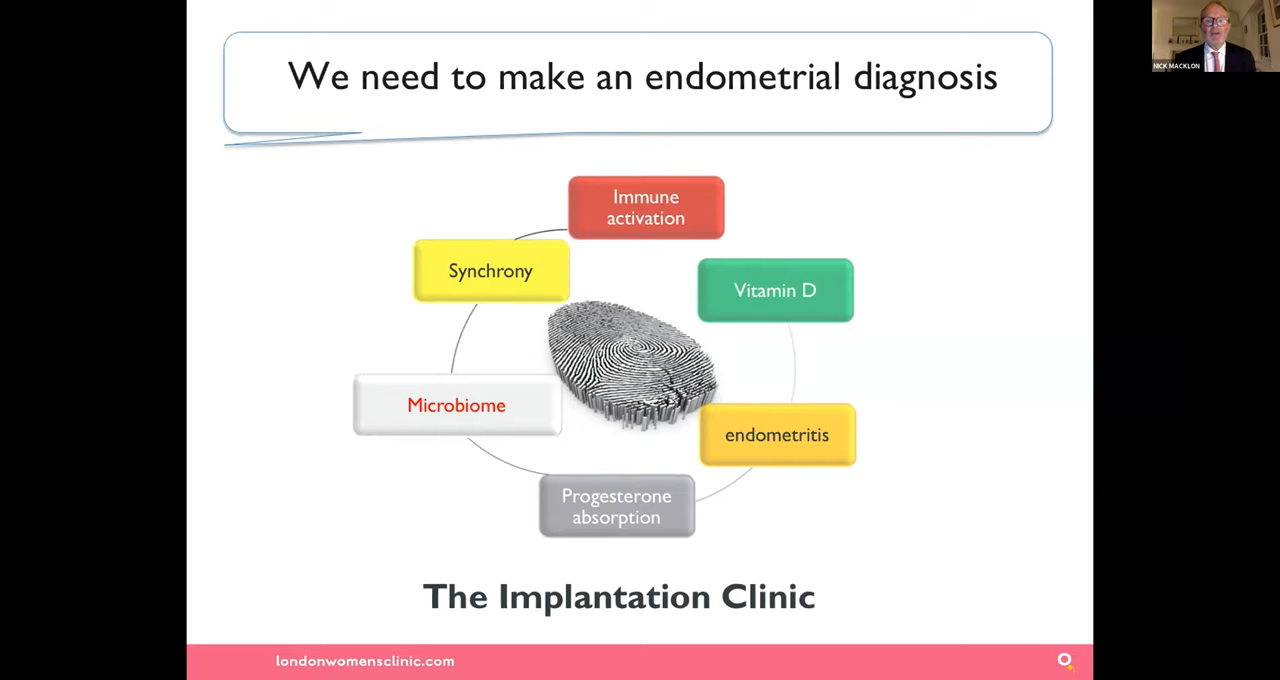 We need to make an endometrial diagnosis
NICK MACKLON
Immune
activation
Synchrony
Vitamin D
Microbiome
endometritis
Progesterone
absorption
The Implantation Clinic
londonwomensclinic.com